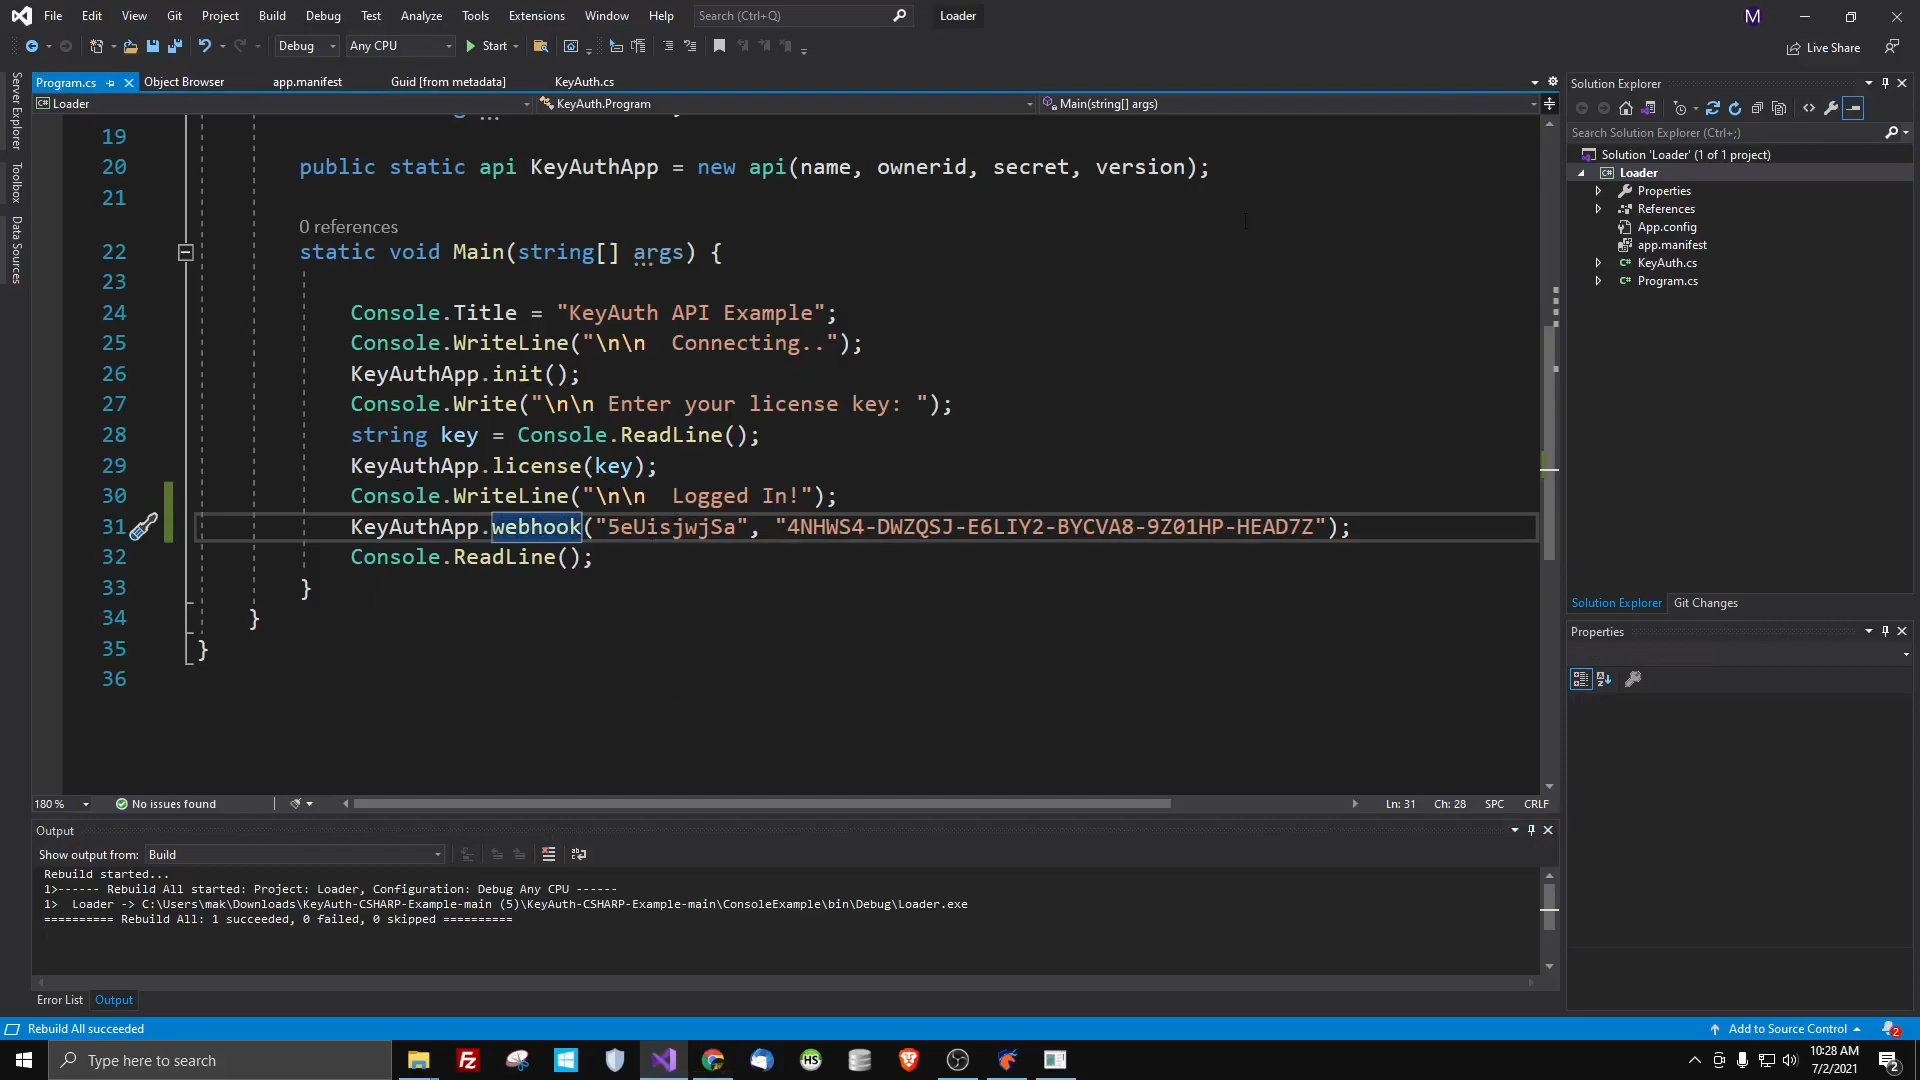 File Edit View Git Project Build Debug Test Analyze Tools Extensions Window Help Search (Ctrl+Q) Loader M
Debug Any CPU Start Live Share
Program.cs Object Browser app.manifest Guid [from metadata] KeyAuth.cs
Loader KeyAuth.Program Main(string[] args)
Server Explorer
Toolbox
Data Sources
19
20 public static api KeyAuthApp = new api(name, ownerid, secret, version);
21
0 references
22 static void Main(string[] args) {
23
24 Console.Title = "KeyAuth API Example";
25 Console.WriteLine("\n\n  Connecting..");
26 KeyAuthApp.init();
27 Console.Write("\n\n Enter your license key: ");
28 string key = Console.ReadLine();
29 KeyAuthApp.license(key);
30 Console.WriteLine("\n\n  Logged In!");
31 KeyAuthApp.webhook("5eUisjwjSa", "4NHWS4-DWZQSJ-E6LIY2-BYCVA8-9Z01HP-HEAD7Z");
32 Console.ReadLine();
33 }
34 }
35 }
36
180 % No issues found Ln: 31 Ch: 28 SPC CRLF
Output
Show output from: Build
Rebuild started...
1>------ Rebuild All started: Project: Loader, Configuration: Debug Any CPU ------
1>  Loader -> C:\Users\mak\Downloads\KeyAuth-CSHARP-Example-main (5)\KeyAuth-CSHARP-Example-main\ConsoleExample\bin\Debug\Loader.exe
========== Rebuild All: 1 succeeded, 0 failed, 0 skipped ==========
Error List Output
Solution Explorer
Search Solution Explorer (Ctrl+;)
Solution 'Loader' (1 of 1 project)
Loader
Properties
References
App.config
app.manifest
C# KeyAuth.cs
C# Program.cs
Solution Explorer Git Changes
Properties
Rebuild All succeeded Add to Source Control 2
Type here to search
Fz
HS
10:28 AM
7/2/2021
2